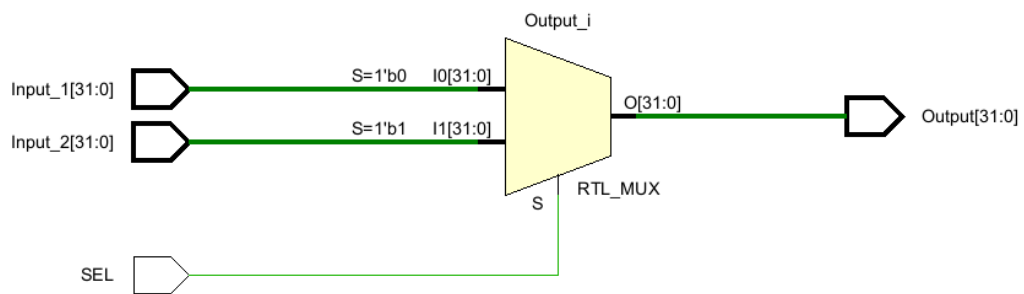 Output_i
Input_1[31:0]
S=1'b0
I0[31:0]
O[31:0]
Output[31:0]
Input_2[31:0]
S=1'b1
I1[31:0]
S
RTL_MUX
SEL